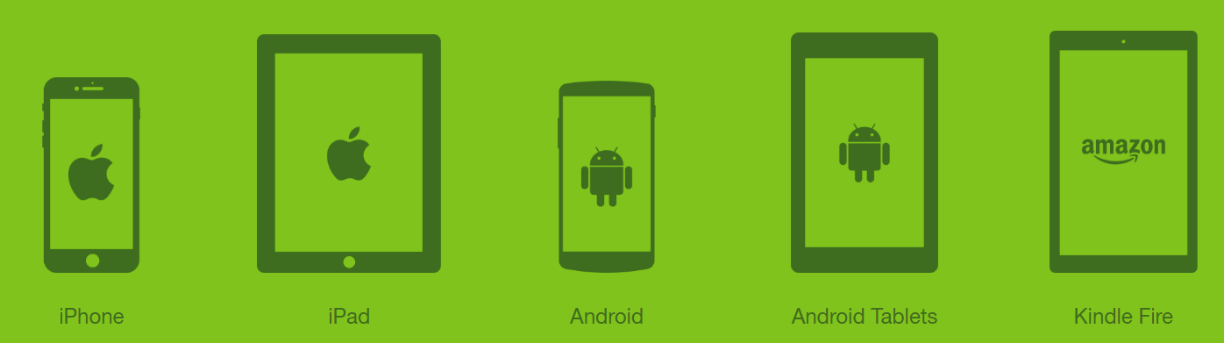 amazon
iPhone
iPad
Android
Android Tablets
Kindle Fire